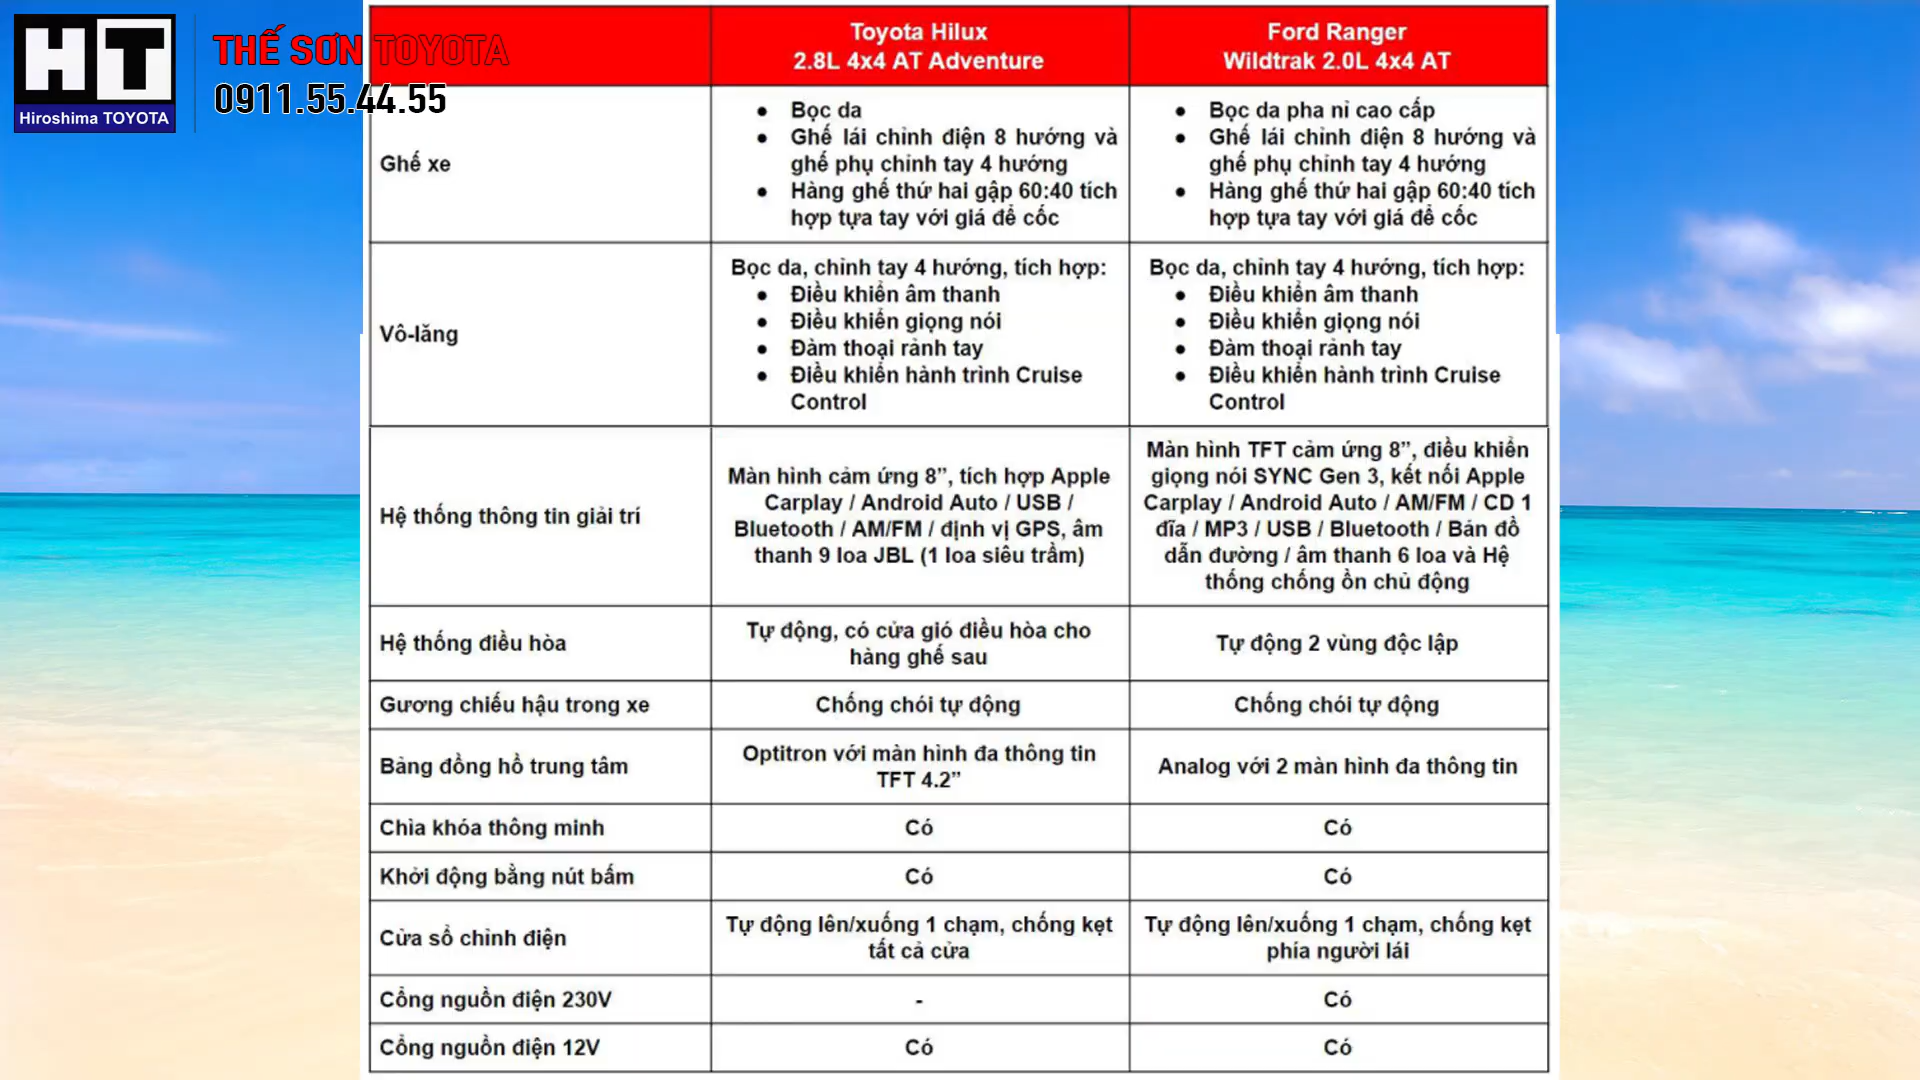 HT
Hiroshima TOYOTA
THẾ SƠN TOYOTA
0911.55.44.55
Toyota Hilux
2.8L 4x4 AT Adventure
Ford Ranger
Wildtrak 2.0L 4x4 AT
Ghế xe
• Bọc da
• Ghế lái chỉnh điện 8 hướng và
ghế phụ chỉnh tay 4 hướng
• Hàng ghế thứ hai gập 60:40 tích
hợp tựa tay với giá để cốc
• Bọc da pha nỉ cao cấp
• Ghế lái chỉnh điện 8 hướng và
ghế phụ chỉnh tay 4 hướng
• Hàng ghế thứ hai gập 60:40 tích
hợp tựa tay với giá để cốc
Vô-lăng
Bọc da, chỉnh tay 4 hướng, tích hợp:
• Điều khiển âm thanh
• Điều khiển giọng nói
• Đàm thoại rảnh tay
• Điều khiển hành trình Cruise
Control
Bọc da, chỉnh tay 4 hướng, tích hợp:
• Điều khiển âm thanh
• Điều khiển giọng nói
• Đàm thoại rảnh tay
• Điều khiển hành trình Cruise
Control
Hệ thống thông tin giải trí
Màn hình cảm ứng 8”, tích hợp Apple
Carplay / Android Auto / USB /
Bluetooth / AM/FM / định vị GPS, âm
thanh 9 loa JBL (1 loa siêu trầm)
Màn hình TFT cảm ứng 8”, điều khiển
giọng nói SYNC Gen 3, kết nối Apple
Carplay / Android Auto / AM/FM / CD 1
đĩa / MP3 / USB / Bluetooth / Bản đồ
dẫn đường / âm thanh 6 loa và Hệ
thống chống ồn chủ động
Hệ thống điều hòa
Tự động, có cửa gió điều hòa cho
hàng ghế sau
Tự động 2 vùng độc lập
Gương chiếu hậu trong xe
Chống chói tự động
Chống chói tự động
Bảng đồng hồ trung tâm
Optitron với màn hình đa thông tin
TFT 4.2”
Analog với 2 màn hình đa thông tin
Chìa khóa thông minh
Có
Có
Khởi động bằng nút bấm
Có
Có
Cửa sổ chỉnh điện
Tự động lên/xuống 1 chạm, chống kẹt
tất cả cửa
Tự động lên/xuống 1 chạm, chống kẹt
phía người lái
Cổng nguồn điện 230V
-
Có
Cổng nguồn điện 12V
Có
Có